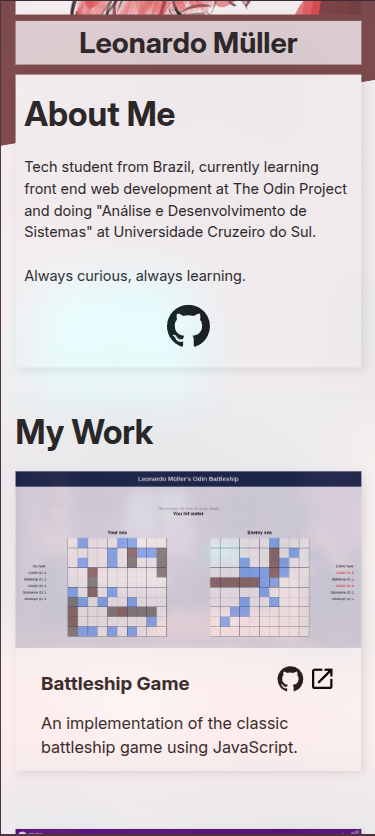 Leonardo Müller
About Me
Tech student from Brazil, currently learning
front end web development at The Odin Project
and doing "Análise e Desenvolvimento de
Sistemas" at Universidade Cruzeiro do Sul.
Always curious, always learning.
My Work
Leonardo Müller's Odin Battleship
You hit water
Your sea
Enemy sea
Battleship Game
An implementation of the classic
battleship game using JavaScript.